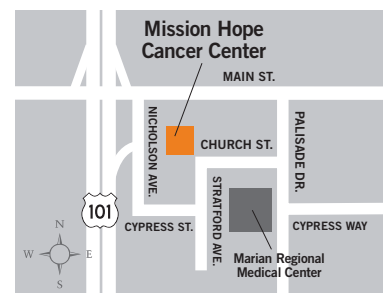 Mission Hope
Cancer Center
MAIN ST.
NICHOLSON AVE.
CHURCH ST.
PALISADE DR.
STRATFORD AVE.
101
CYPRESS ST.
CYPRESS WAY
N
W
E
S
Marian Regional
Medical Center